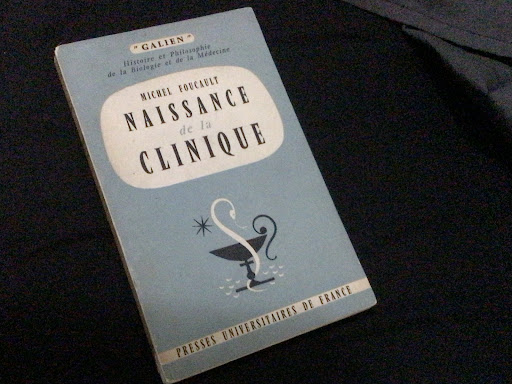 " GALIEN "
Histoire et Philosophie
de la Biologie et de la Médecine
MICHEL FOUCAULT
NAISSANCE
de la
CLINIQUE
PRESSES UNIVERSITAIRES DE FRANCE